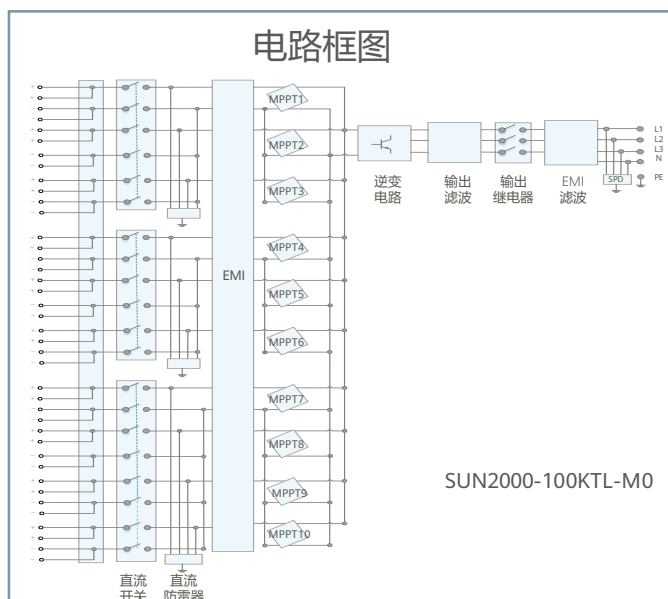 电路框图
MPPT1
MPPT2
MPPT3
MPPT4
MPPT5
MPPT6
MPPT7
MPPT8
MPPT9
MPPT10
EMI
逆变
电路
输出
滤波
输出
继电器
EMI
滤波
L1
L2
L3
N
PE
SPD
SUN2000-100KTL-M0
直流
开关
直流
防雷器